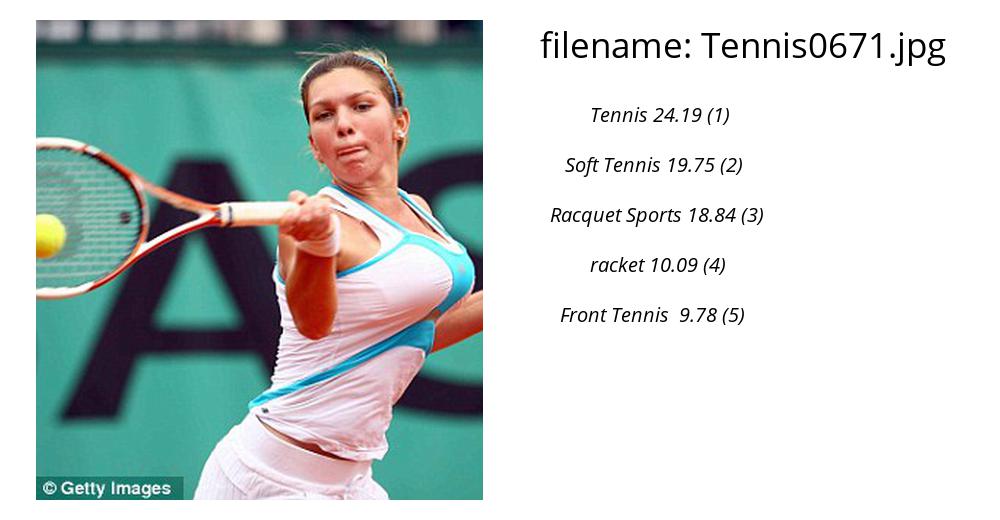 filename: Tennis0671.jpg
Tennis 24.19 (1)
Soft Tennis 19.75 (2)
Racquet Sports 18.84 (3)
racket 10.09 (4)
Front Tennis 9.78 (5)
AS
© Getty Images